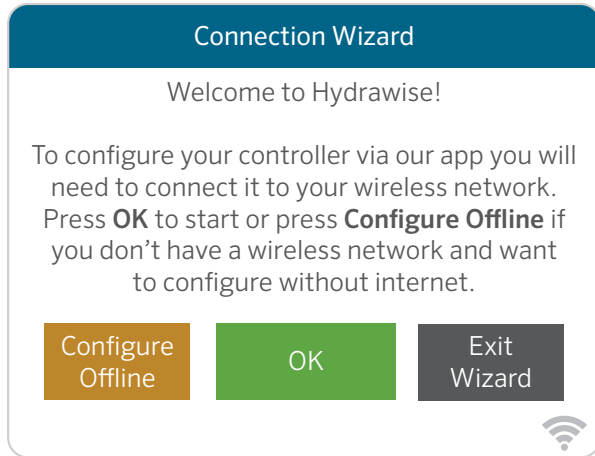 Connection Wizard
Welcome to Hydrawise!
To configure your controller via our app you will
need to connect it to your wireless network.
Press OK to start or press Configure Offline if
you don’t have a wireless network and want
to configure without internet.
Configure
Offline
OK
Exit
Wizard